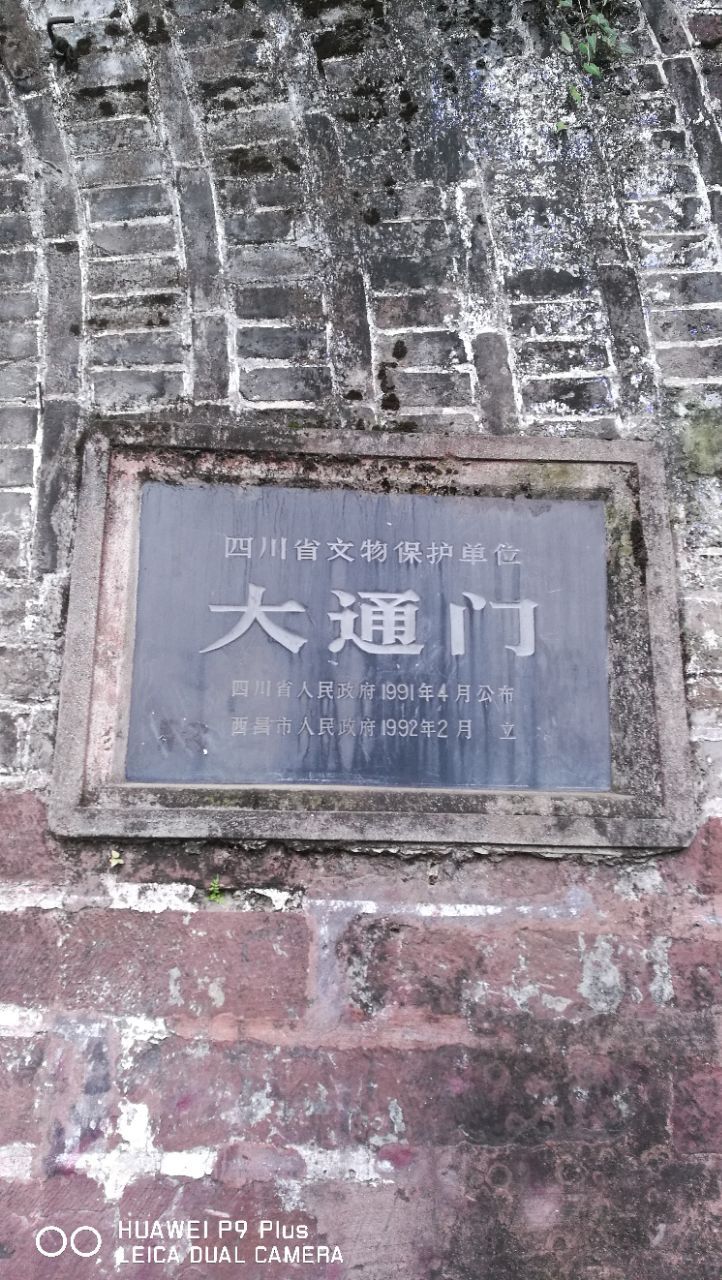 四川省文物保护单位
大通门
四川省人民政府1991年4月公布
西昌市人民政府1992年2月 立
HUAWEI P9 Plus
LEICA DUAL CAMERA